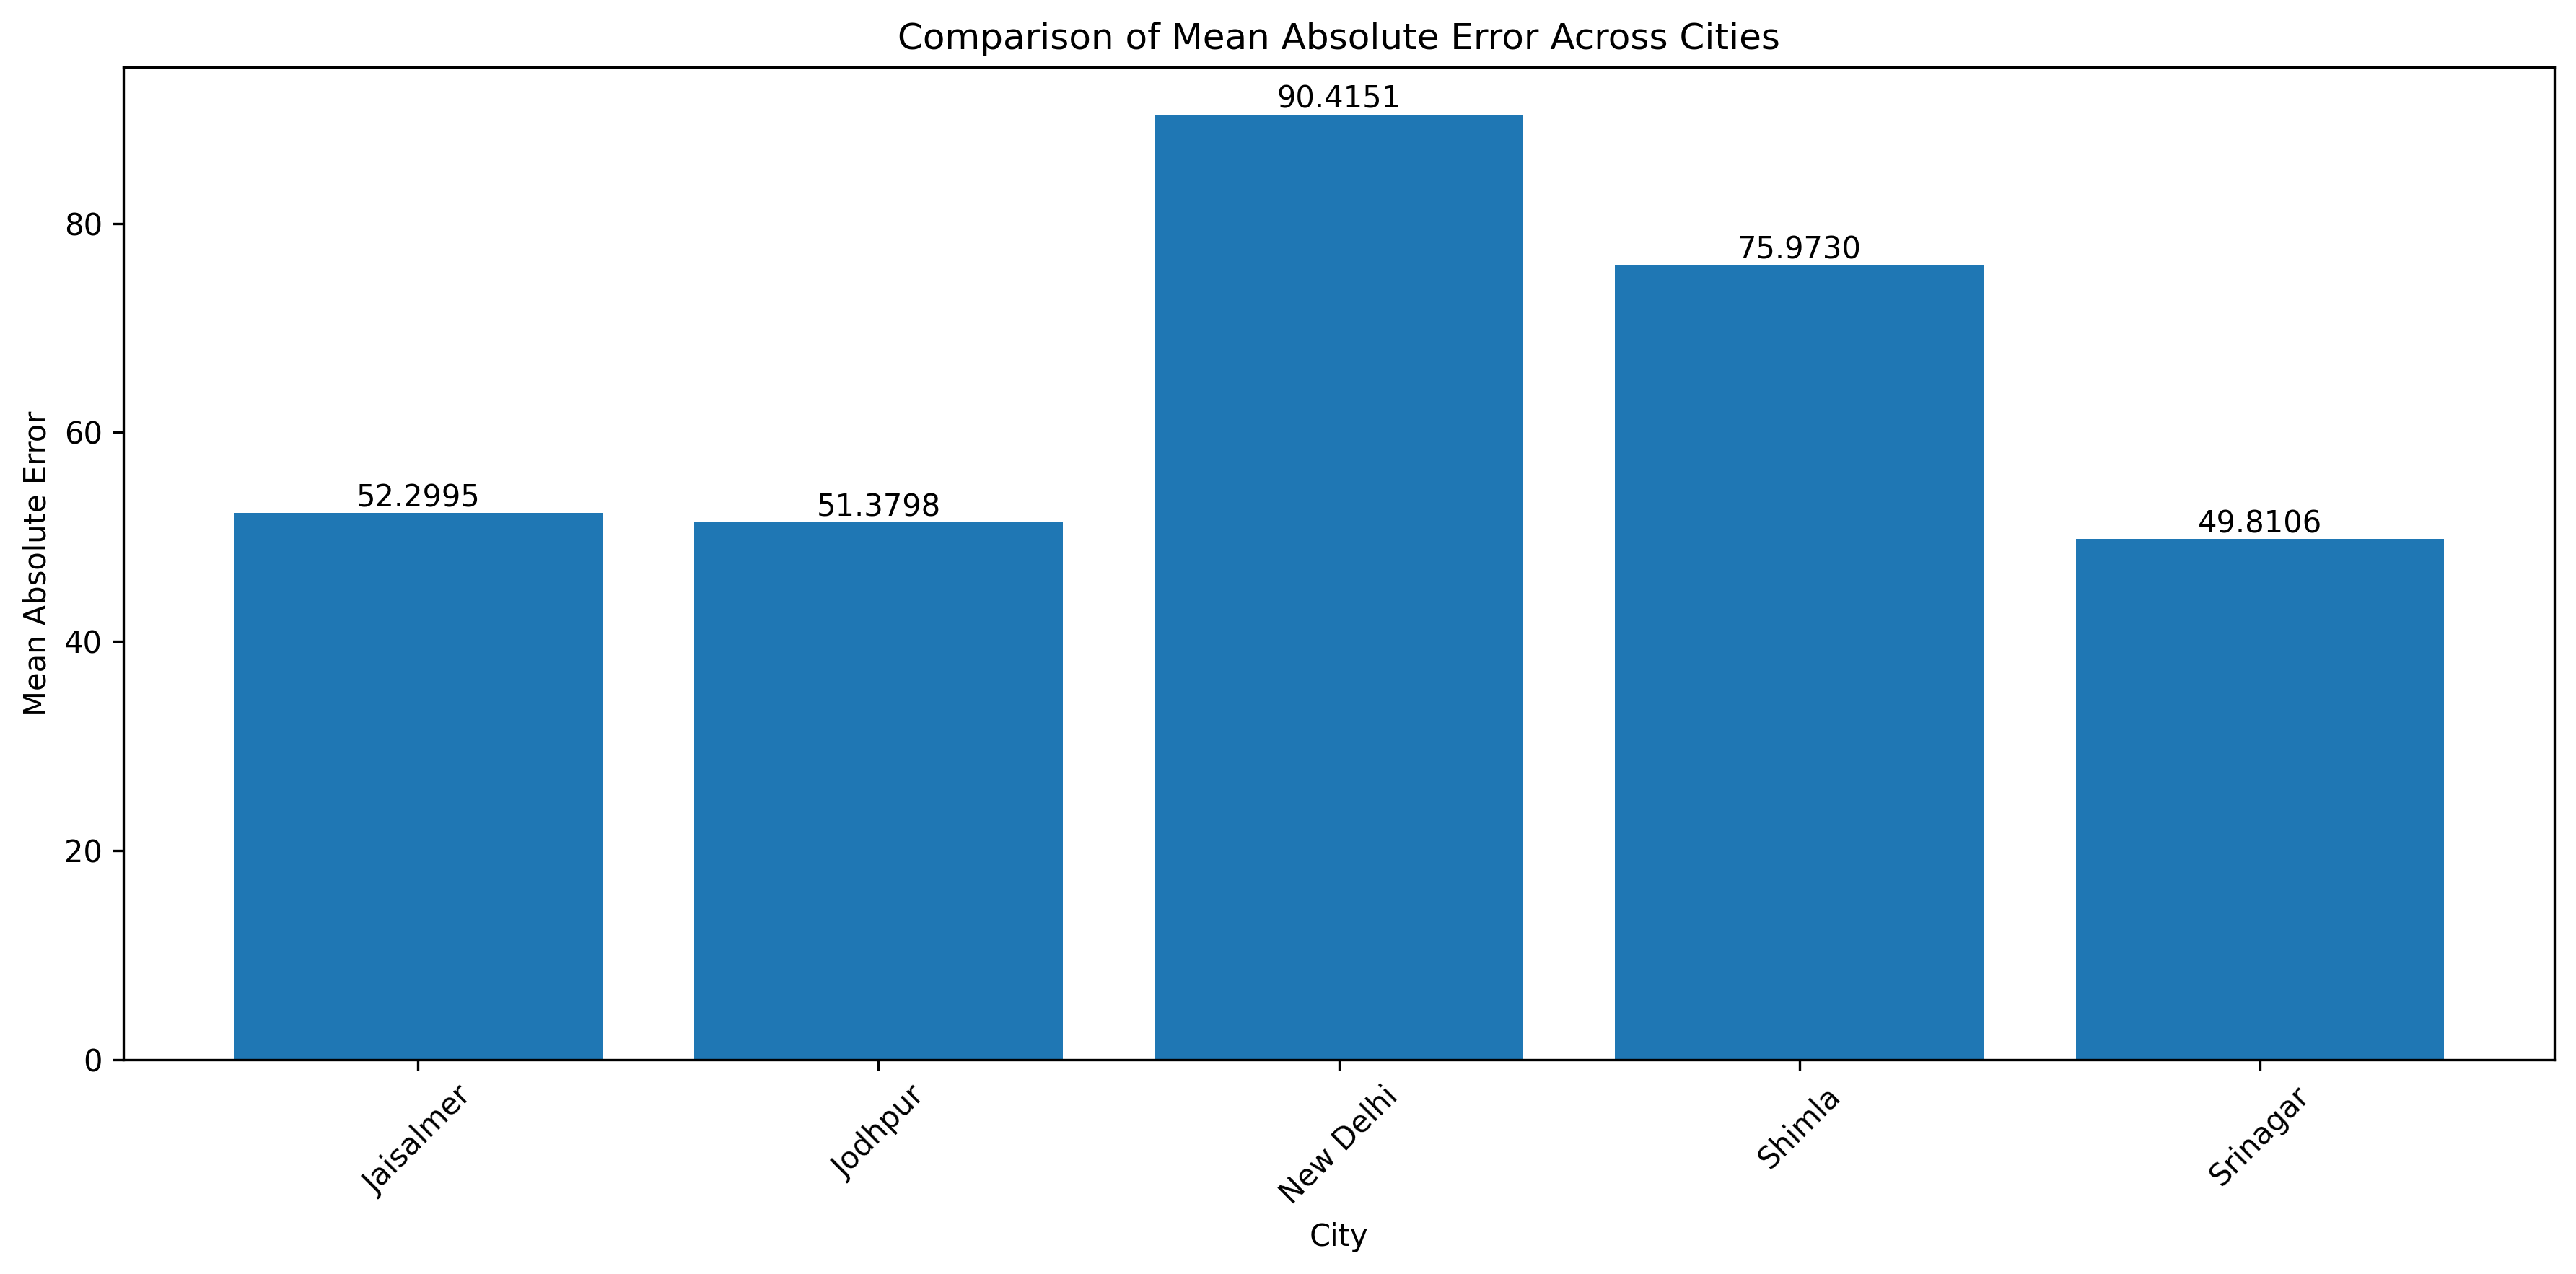 Comparison of Mean Absolute Error Across Cities
Mean Absolute Error
80
60
40
20
0
52.2995
51.3798
90.4151
75.9730
49.8106
Jaisalmer
Jodhpur
New Delhi
Shimla
Srinagar
City